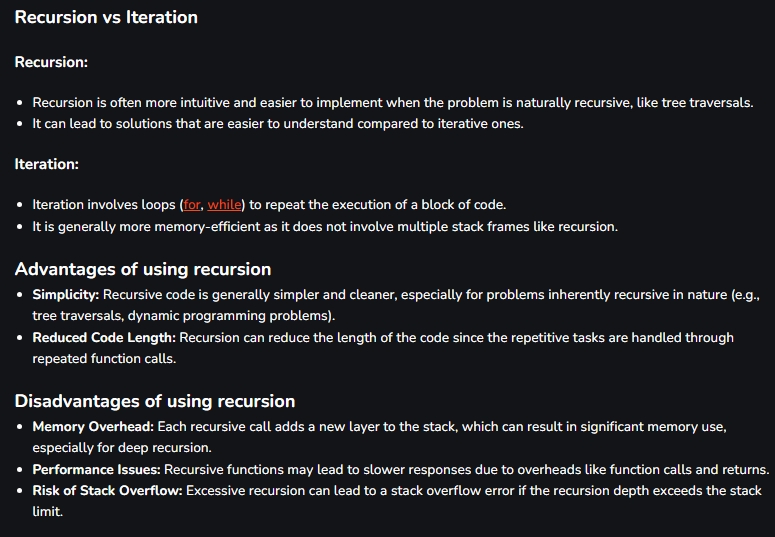 Recursion vs Iteration
Recursion:
Recursion is often more intuitive and easier to implement when the problem is naturally recursive, like tree traversals.
It can lead to solutions that are easier to understand compared to iterative ones.
Iteration:
Iteration involves loops (for, while) to repeat the execution of a block of code.
It is generally more memory-efficient as it does not involve multiple stack frames like recursion.
Advantages of using recursion
Simplicity: Recursive code is generally simpler and cleaner, especially for problems inherently recursive in nature (e.g.,
tree traversals, dynamic programming problems).
Reduced Code Length: Recursion can reduce the length of the code since the repetitive tasks are handled through
repeated function calls.
Disadvantages of using recursion
Memory Overhead: Each recursive call adds a new layer to the stack, which can result in significant memory use,
especially for deep recursion.
Performance Issues: Recursive functions may lead to slower responses due to overheads like function calls and returns.
Risk of Stack Overflow: Excessive recursion can lead to a stack overflow error if the recursion depth exceeds the stack
limit.